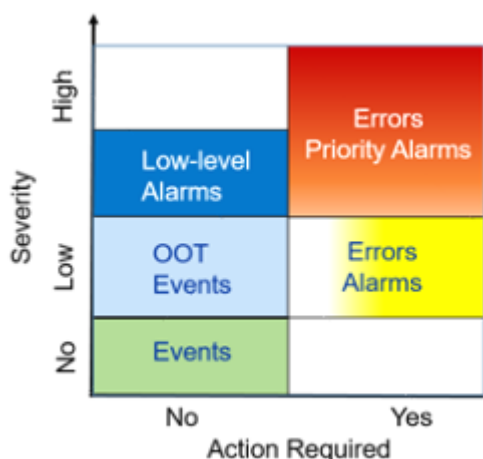 High
Errors
Priority Alarms
Low-level
Alarms
Severity
Low
OOT
Events
Errors
Alarms
No
Events
No
Yes
Action Required